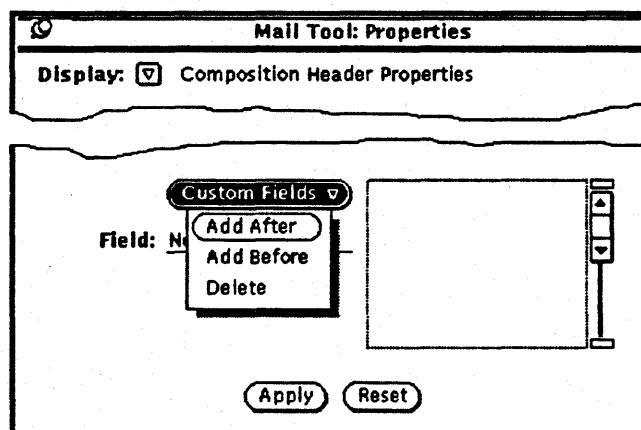 Mail Tool: Properties
Display: Composition Header Properties
Custom Fields
Add After
Field:
Add Before
Delete
Apply Reset